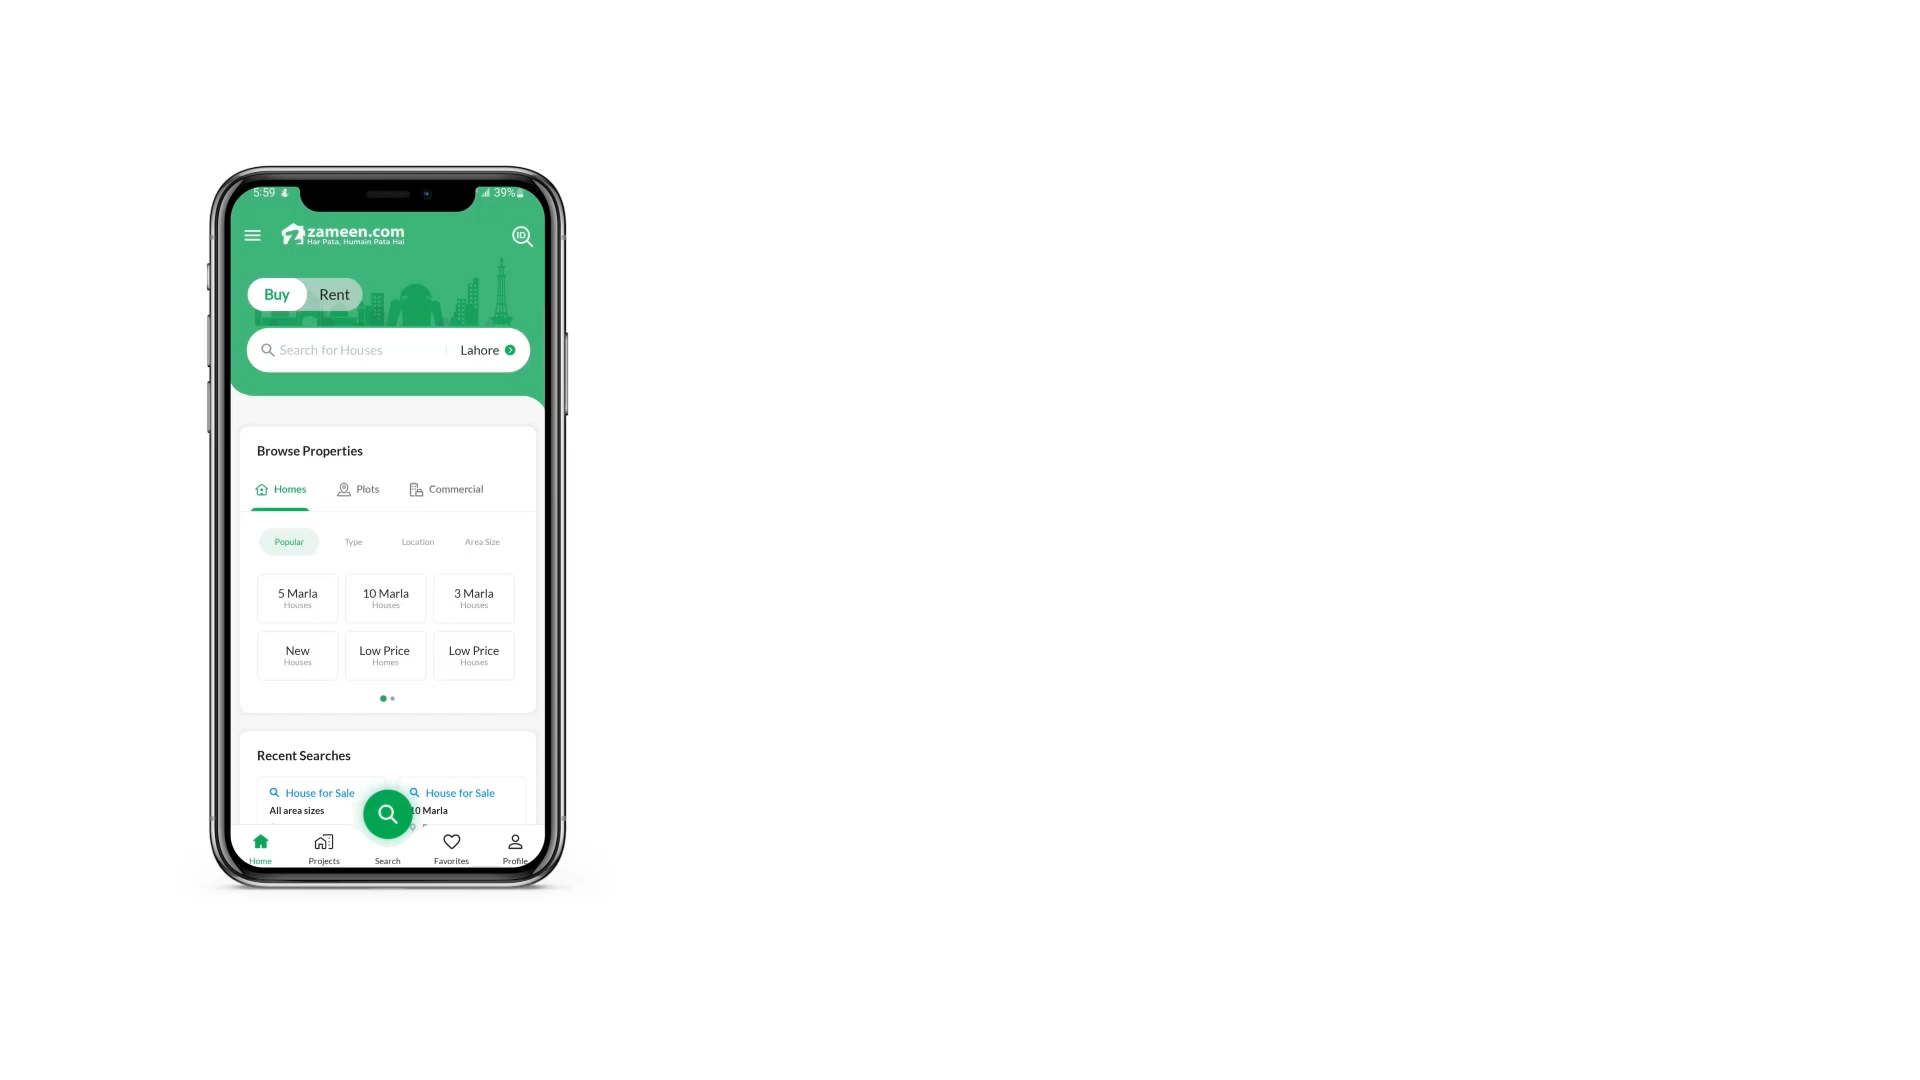 5:59
39%
zameen.com
Har Pata, Humain Pata Hai
ID
Buy
Rent
Search for Houses
Lahore
Browse Properties
Homes
Plots
Commercial
Popular
Type
Location
Area Size
5 Marla
Houses
10 Marla
Houses
3 Marla
Houses
New
Houses
Low Price
Homes
Low Price
Houses
Recent Searches
House for Sale
All area sizes
House for Sale
10 Marla
Home
Projects
Search
Favorites
Profile